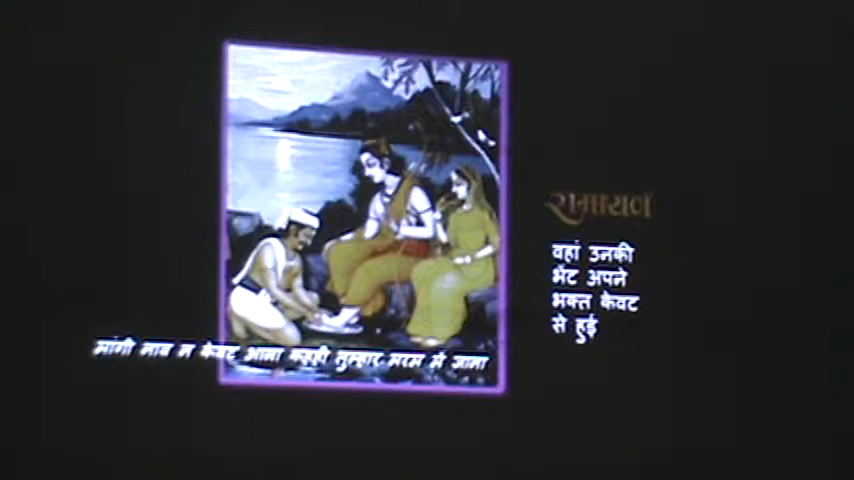 रामायण
वहां उनकी
भेंट अपने
भक्त केवट
से हुई
मांगी नाव न केवट आना कहही तुम्हार मरम मे जाना